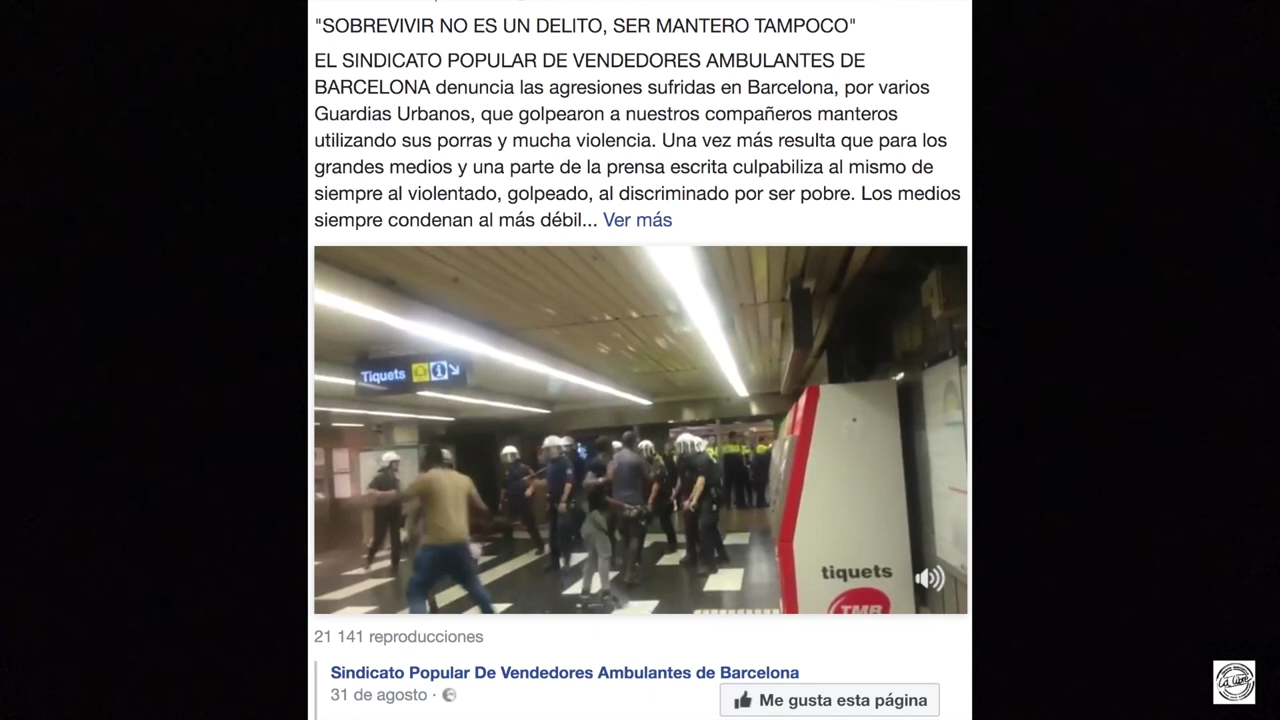 "SOBREVIVIR NO ES UN DELITO, SER MANTERO TAMPOCO"
EL SINDICATO POPULAR DE VENDEDORES AMBULANTES DE
BARCELONA denuncia las agresiones sufridas en Barcelona, por varios
Guardias Urbanos, que golpearon a nuestros compañeros manteros
utilizando sus porras y mucha violencia. Una vez más resulta que para los
grandes medios y una parte de la prensa escrita culpabiliza al mismo de
siempre al violentado, golpeado, al discriminado por ser pobre. Los medios
siempre condenan al más débil... Ver más
Tiquets
tiquets
TMB
21 141 reproducciones
Sindicato Popular De Vendedores Ambulantes de Barcelona
31 de agosto ·
Me gusta esta página